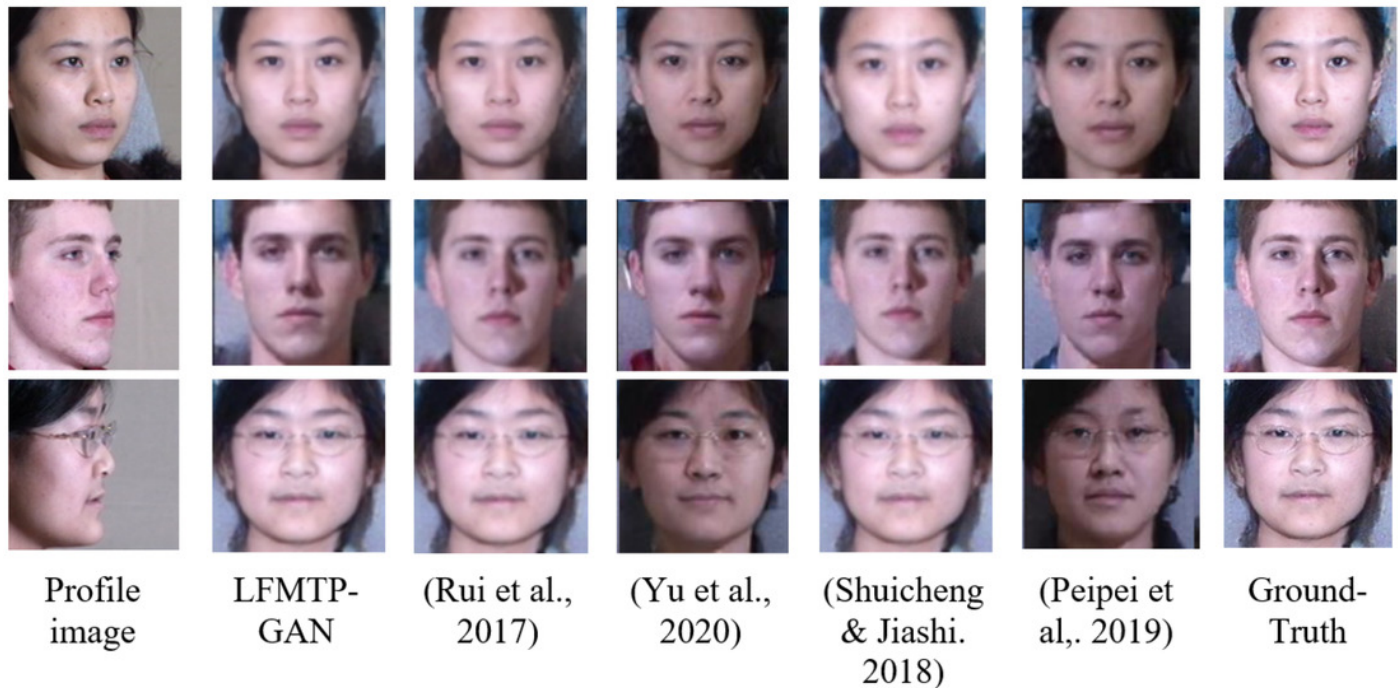 Profile
image
LFMTP-
GAN
(Rui et al.,
2017)
(Yu et al.,
2020)
(Shuicheng
& Jiashi.
2018)
(Peipei et
al,. 2019)
Ground-
Truth